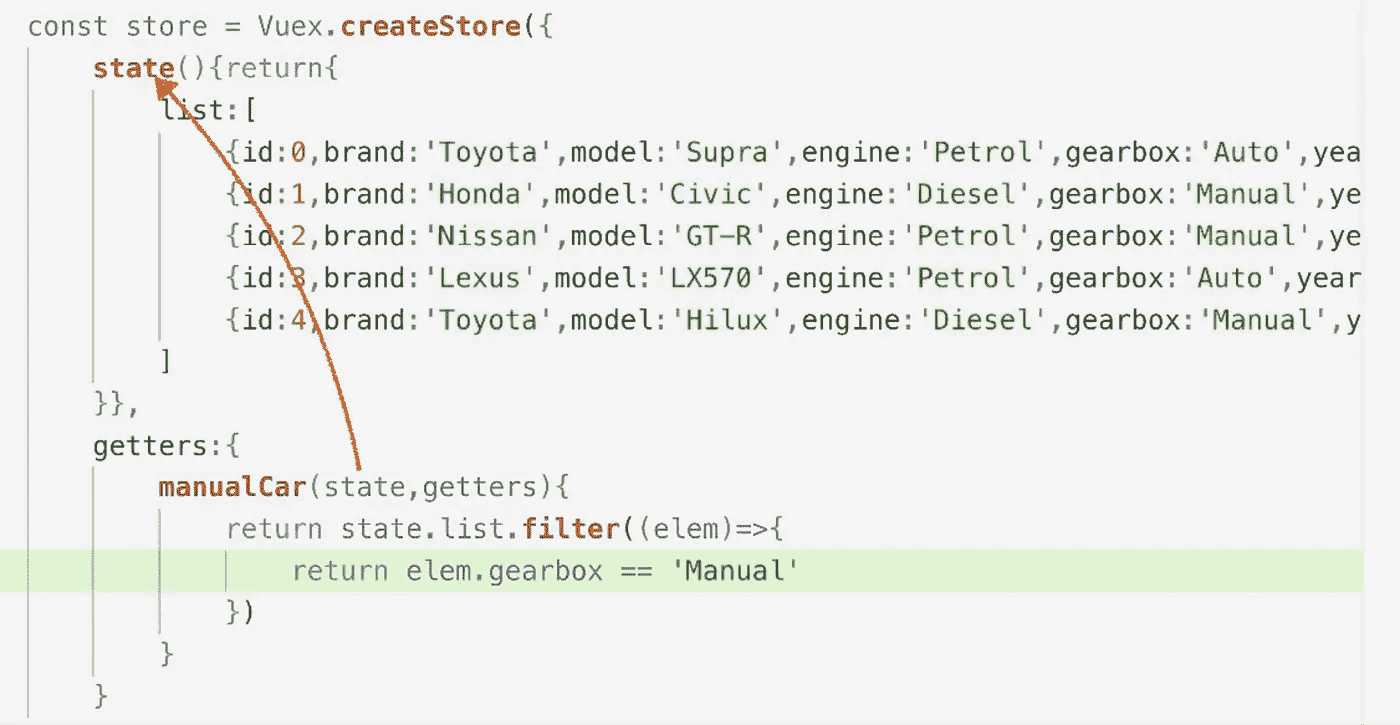 const store = Vuex.createStore({
state(){return{
list:[
{id:0,brand:'Toyota',model:'Supra',engine:'Petrol',gearbox:'Auto',yea
{id:1,brand:'Honda',model:'Civic',engine:'Diesel',gearbox:'Manual',ye
{id:2,brand:'Nissan',model:'GT-R',engine:'Petrol',gearbox:'Manual',ye
{id:3,brand:'Lexus',model:'LX570',engine:'Petrol',gearbox:'Auto',year
{id:4,brand:'Toyota',model:'Hilux',engine:'Diesel',gearbox:'Manual',y
]
}},
getters:{
manualCar(state,getters){
return state.list.filter((elem)=>{
return elem.gearbox == 'Manual'
})
}
}